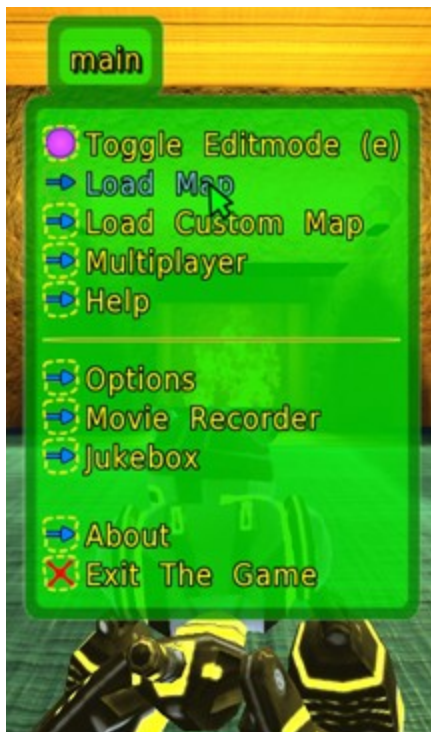 main
Toggle Editmode (e)
Load Map
Load Custom Map
Multiplayer
Help
Options
Movie Recorder
Jukebox
About
Exit The Game